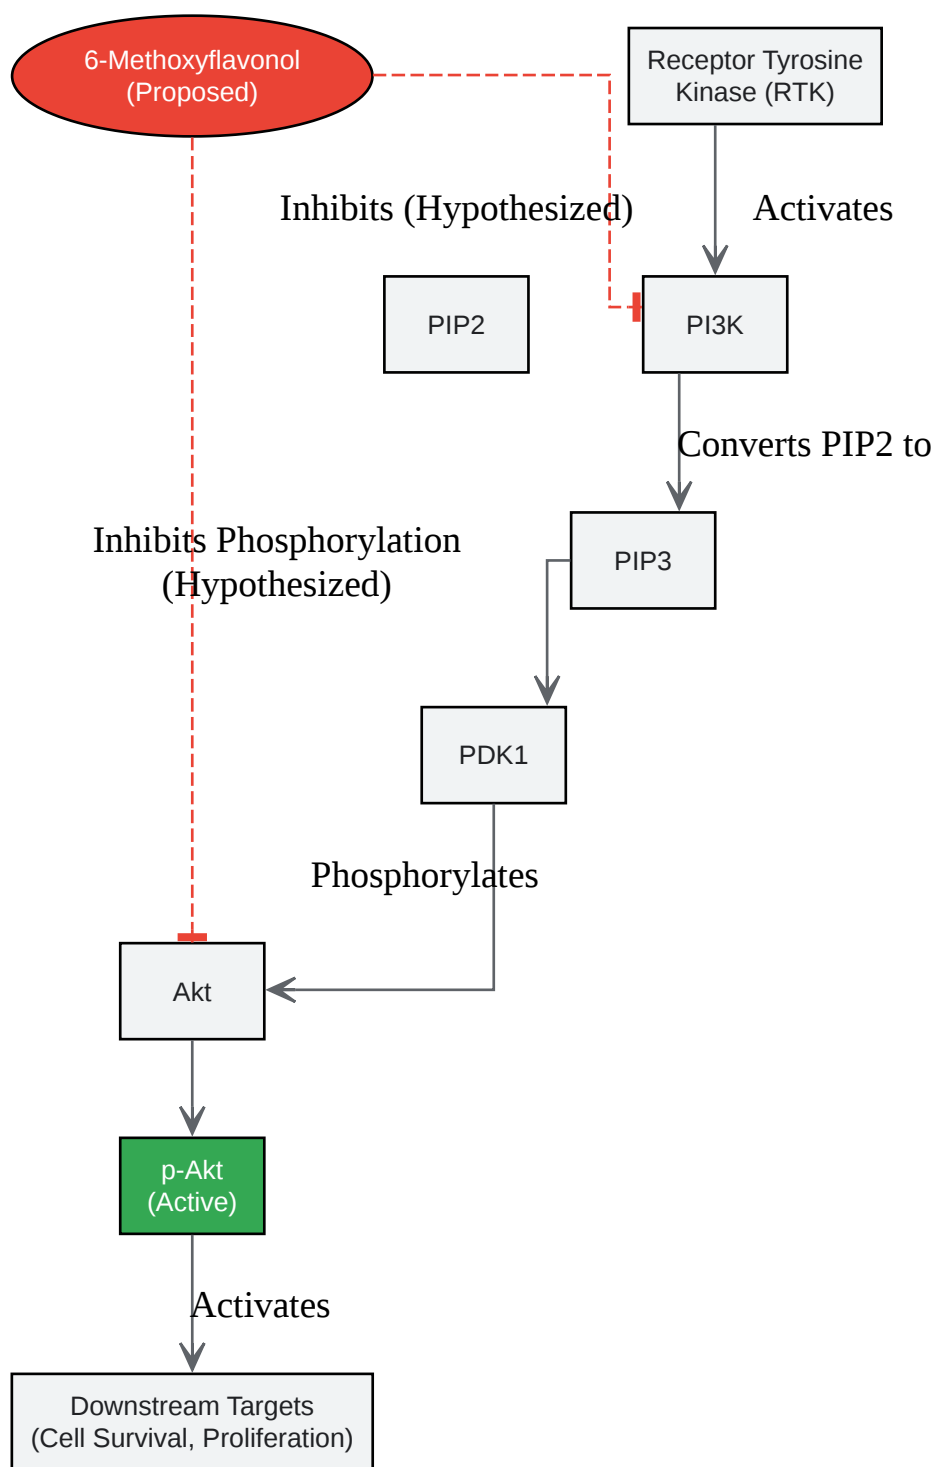 6-Methoxyflavonol
(Proposed)
Receptor Tyrosine
Kinase (RTK)
Inhibits (Hypothesized)
Activates
PIP2
PI3K
Converts PIP2 to
Inhibits Phosphorylation
(Hypothesized)
PIP3
PDK1
Phosphorylates
Akt
p-Akt
(Active)
Activates
Downstream Targets
(Cell Survival, Proliferation)